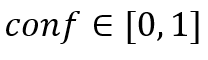 conf ∈ [0, 1]